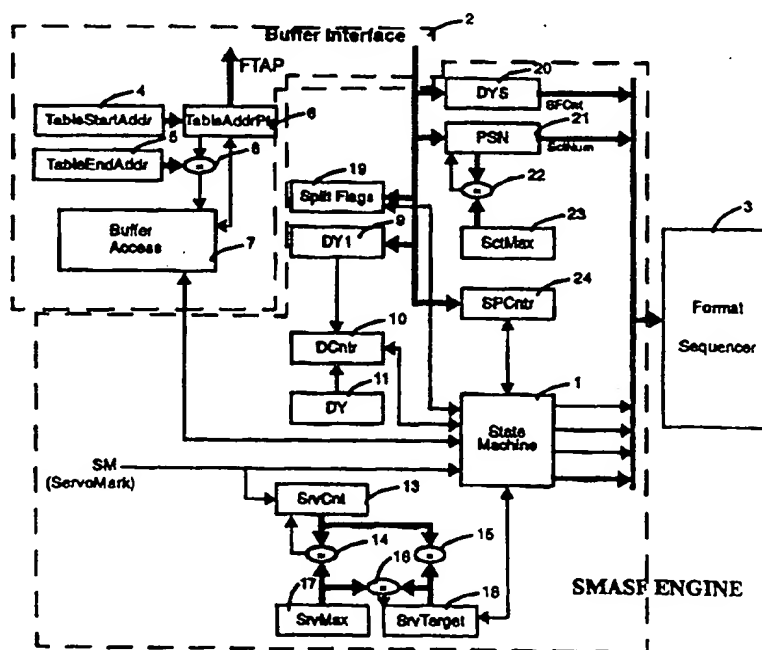 2
Buffer Interface
FTAP
4
TableStartAddr
TableAddrPt
6
5
TableEndAddr
8
Buffer
Access
7
20
DYS
SFCnt
21
PSN
SctNum
22
23
SctMax
19
Split Flags
9
DY1
24
SPCntr
3
Format
Sequencer
10
DCntr
11
DY
1
State
Machine
SM
(ServoMark)
13
SrvCnt
14
15
16
17
SrvMax
18
SrvTarget
SMASF ENGINE